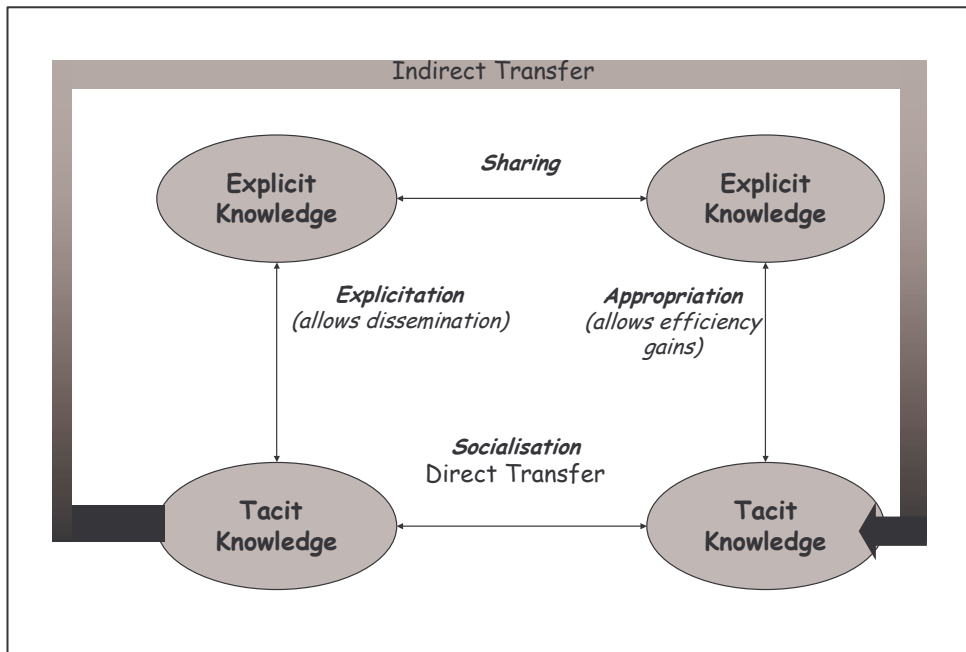 Indirect Transfer
Explicit
Knowledge
Sharing
Explicit
Knowledge
Explicitation
(allows dissemination)
Appropriation
(allows efficiency
gains)
Socialisation
Direct Transfer
Tacit
Knowledge
Tacit
Knowledge